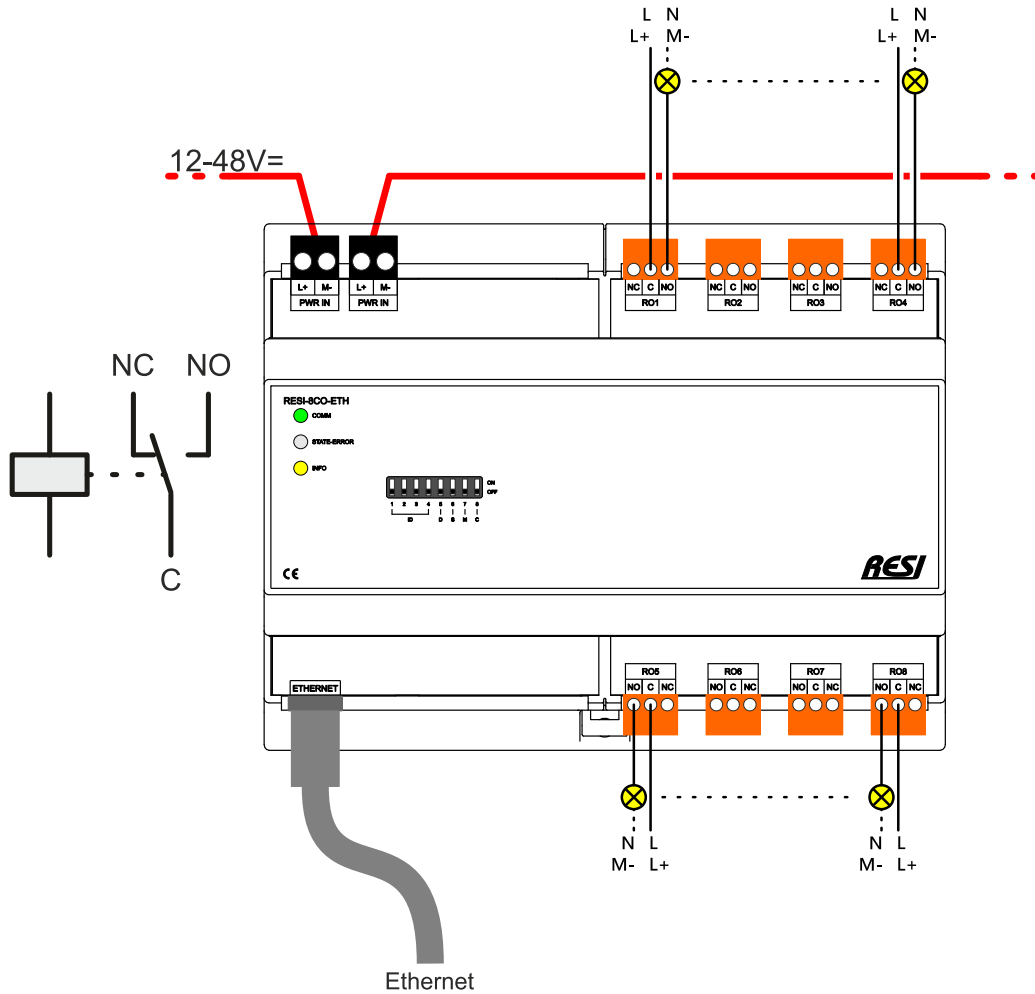 L N L N
L+ M- L+ M-
12-48V=
L+ M- L+ M-
PWR IN PWR IN
NC C NO NC C NO NC C NO NC C NO
RO1 RO2 RO3 RO4
NC NO
C
RESI-8CO-ETH
COMM
STATE-ERROR
INFO
ON
OFF
1 2 3 4 5 6 7 8
ID D S M C
CE
RESI
ETHERNET
RO5 RO6 RO7 RO8
NO C NC NO C NC NO C NC NO C NC
N L N L
M- L+ M- L+
Ethernet